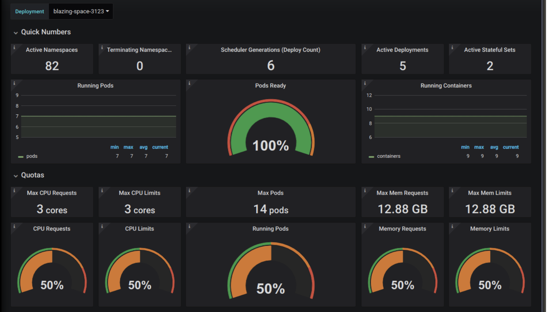 Deployment blazing-space-3123
Quick Numbers
Active Namespaces
82
Terminating Namespac...
0
Scheduler Generations (Deploy Count)
6
Active Deployments
5
Active Stateful Sets
2
Running Pods
9
8
7
6
5
min max avg current
pods 7 7 7 7
Pods Ready
100%
Running Containers
12
10
8
6
min max avg current
containers 9 9 9 9
Quotas
Max CPU Requests
3 cores
Max CPU Limits
3 cores
Max Pods
14 pods
Max Mem Requests
12.88 GB
Max Mem Limits
12.88 GB
CPU Requests
50%
CPU Limits
50%
Running Pods
50%
Memory Requests
50%
Memory Limits
50%